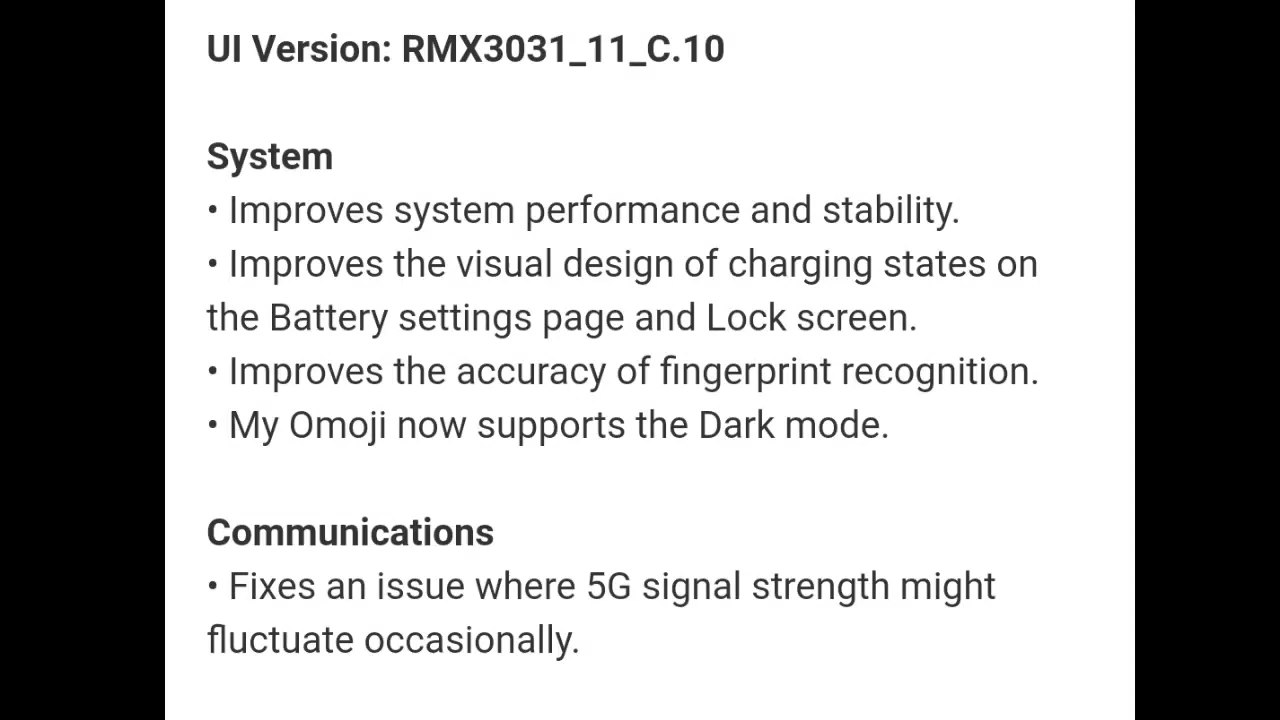 UI Version: RMX3031_11_C.10
System
• Improves system performance and stability.
• Improves the visual design of charging states on
the Battery settings page and Lock screen.
• Improves the accuracy of fingerprint recognition.
• My Omoji now supports the Dark mode.
Communications
• Fixes an issue where 5G signal strength might
fluctuate occasionally.